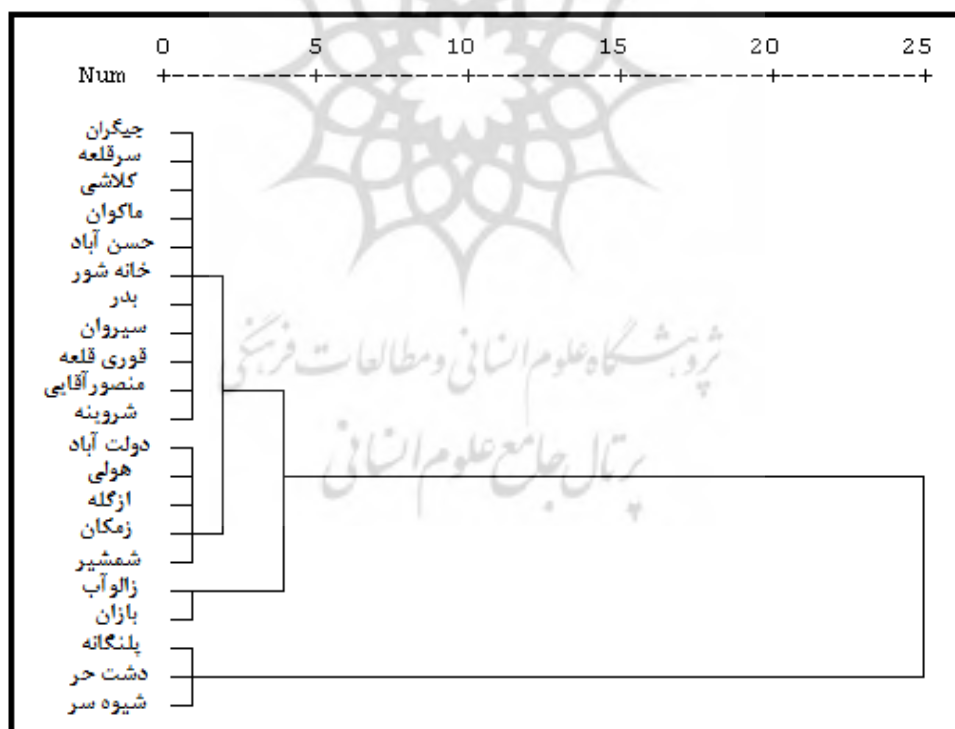 0 5 10 15 20 25
Num +---------+---------+---------+---------+---------+
جیگران
سرقلعه
کلاشی
ماکوان
حسن آباد
خانه شور
بدر
سیروان
قوری قلعه
منصورآقایی
شروینه
دولت آباد
هولی
ازگله
زمکان
شمشیر
زالوآب
بازان
پلنگانه
دشت حر
شیوه سر
پژوهشگاه علوم انسانی و مطالعات فرهنگی
پرتال جامع علوم انسانی